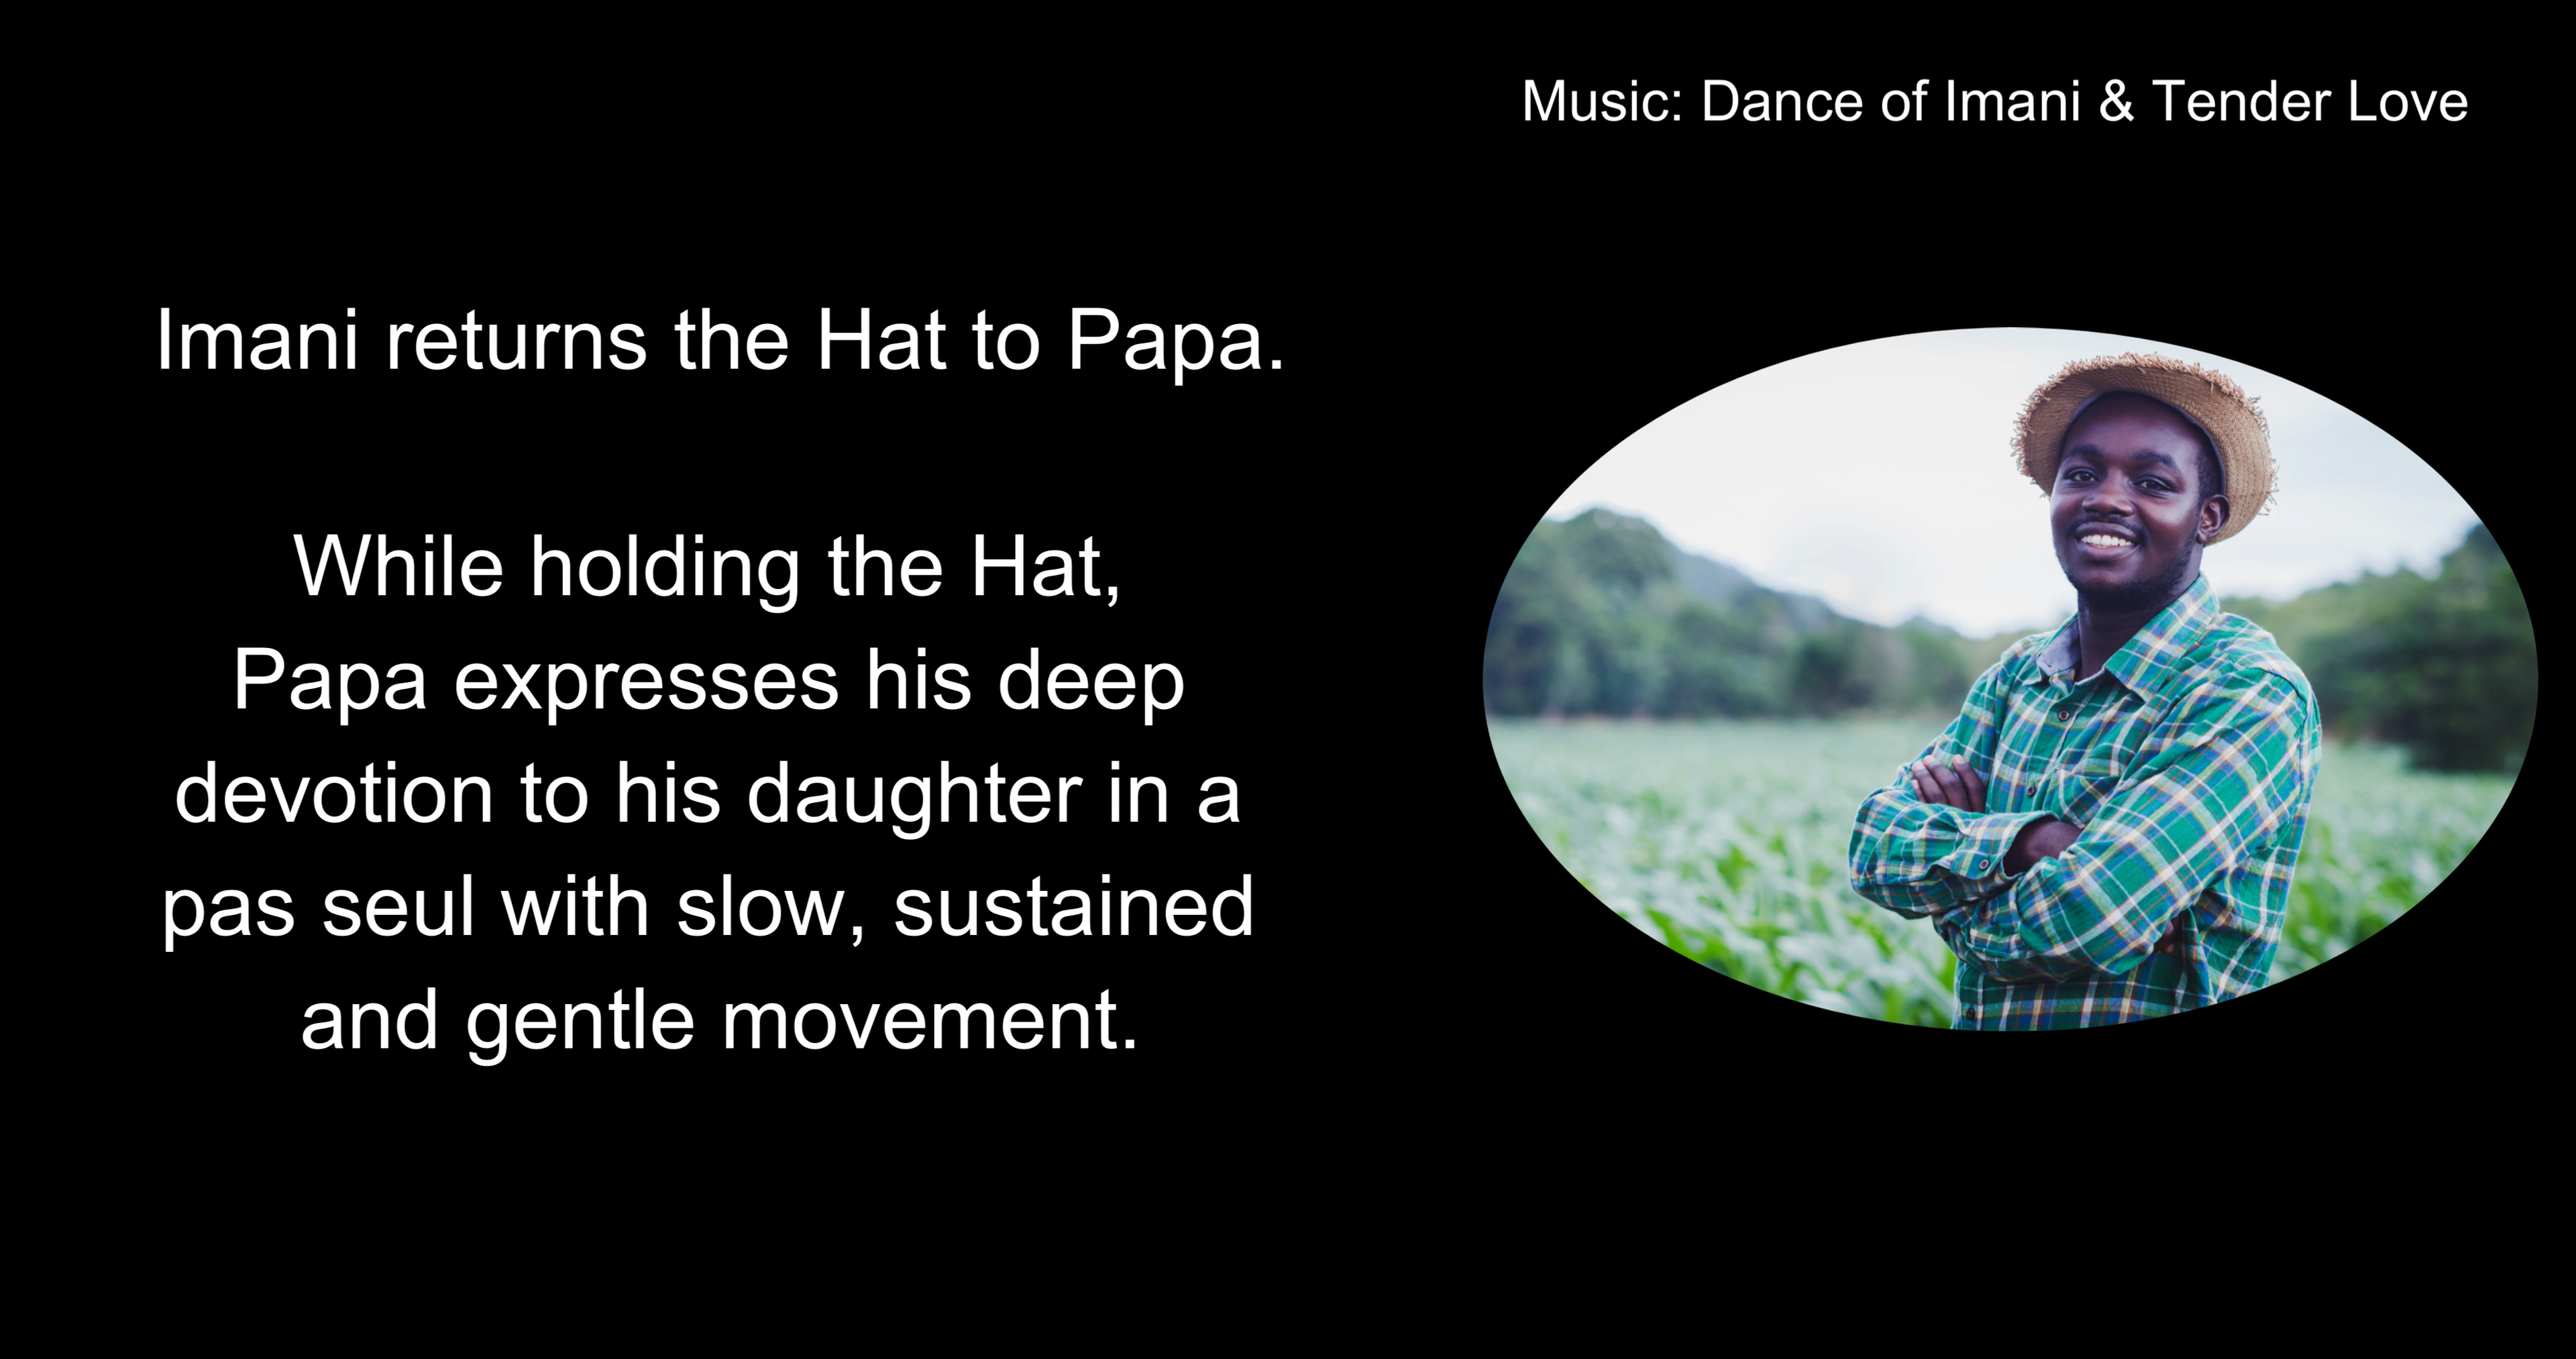 Music: Dance of Imani & Tender Love
Imani returns the Hat to Papa.
While holding the Hat,
Papa expresses his deep
devotion to his daughter in a
pas seul with slow, sustained
and gentle movement.